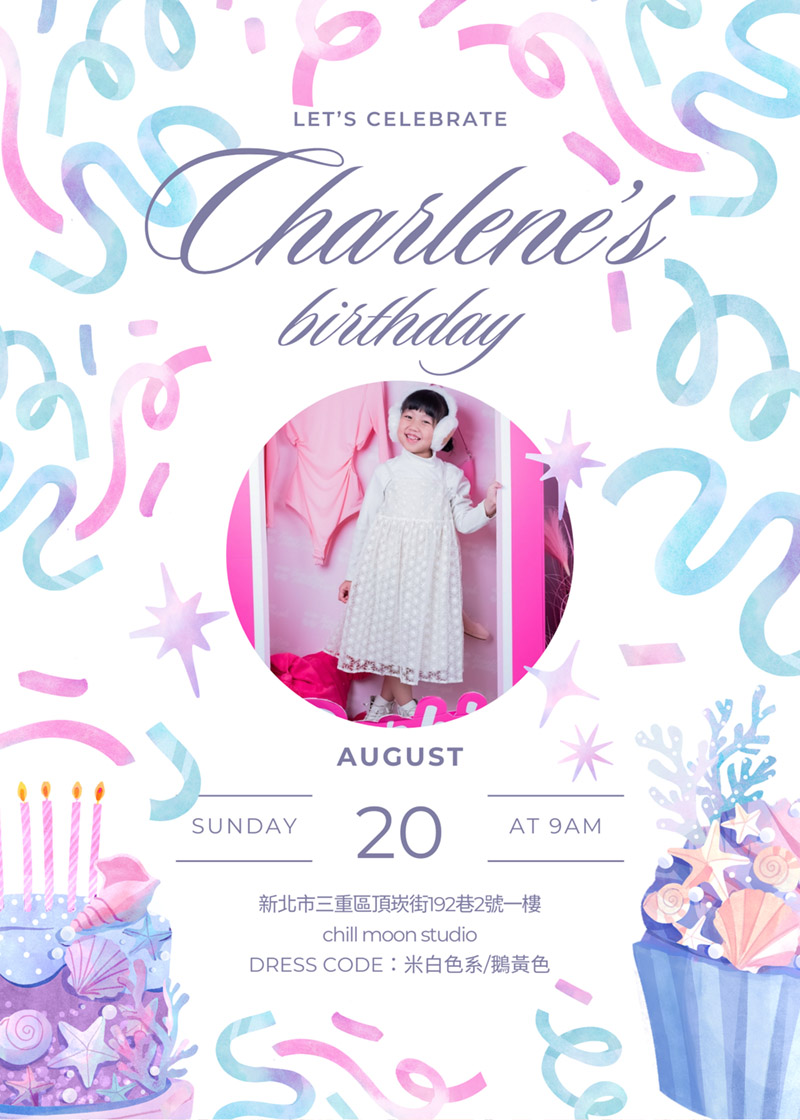 LET'S CELEBRATE
Charlene's
birthday
AUGUST
SUNDAY 20 AT 9AM
新北市三重區頂崁街192巷2號一樓
chill moon studio
DRESS CODE：米白色系/鵝黃色